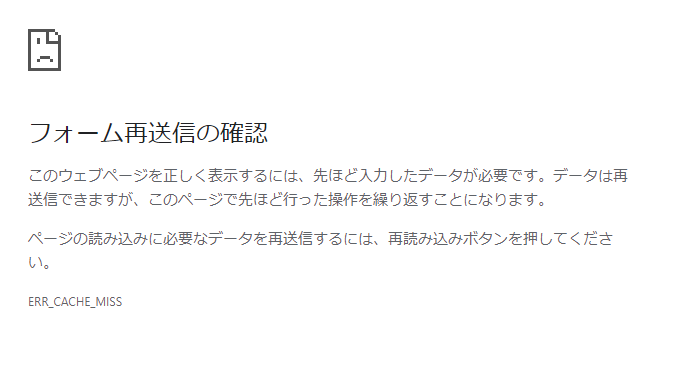 フォーム再送信の確認
このウェブページを正しく表示するには、先ほど入力したデータが必要です。データは再
送信できますが、このページで先ほど行った操作を繰り返すことになります。
ページの読み込みに必要なデータを再送信するには、再読み込みボタンを押してくださ
い。
ERR_CACHE_MISS